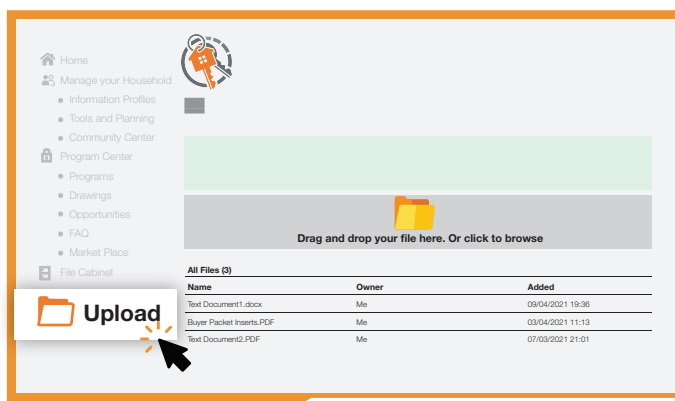 Home
Manage your Household
Information Profiles
Tools and Planning
Community Center
Program Center
Programs
Drawings
Opportunities
FAQ
Market Place
File Cabinet
Upload
Drag and drop your file here. Or click to browse
All Files (3)
Name Owner Added
Text Document1.docx Me 09/04/2021 19:36
Buyer Packet Inserts.PDF Me 03/04/2021 11:13
Text Document2.PDF Me 07/03/2021 21:01